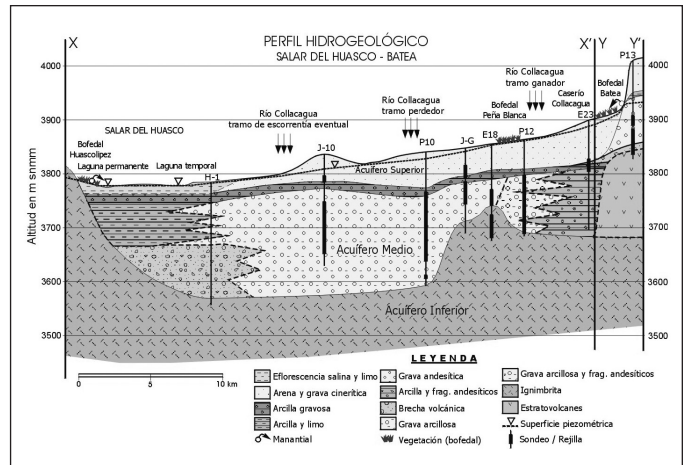 X
PERFIL HIDROGEOLÓGICO
SALAR DEL HUASCO - BATEA
X' Y Y'
P13
4000
3900
3800
3700
3600
3500
Altitud en m snmm
4000
3900
3800
3700
3600
3500
SALAR DEL HUASCO
Bofedal
Huascolipez
Laguna permanente
Laguna temporal
H-1
Río Collacagua
tramo de escorrentía eventual
J-10
Río Collacagua
tramo perdedor
P10
J-G
E18
Bofedal
Peña Blanca
P12
Río Collacagua
tramo ganador
Caserío
Collacagua
E23
Bofedal
Batea
Acuífero Superior
Acuífero Medio
Acuífero Inferior
0 5 10 km
LEYENDA
Eflorescencia salina y limo
Arena y grava cinerítica
Arcilla gravosa
Arcilla y limo
Manantial
Grava andesítica
Arcilla y frag. andesíticos
Brecha volcánica
Grava arcillosa
Vegetación (bofedal)
Grava arcillosa y frag. andesíticos
Ignimbrita
Estratovolcanes
Superficie piezométrica
Sondeo / Rejilla